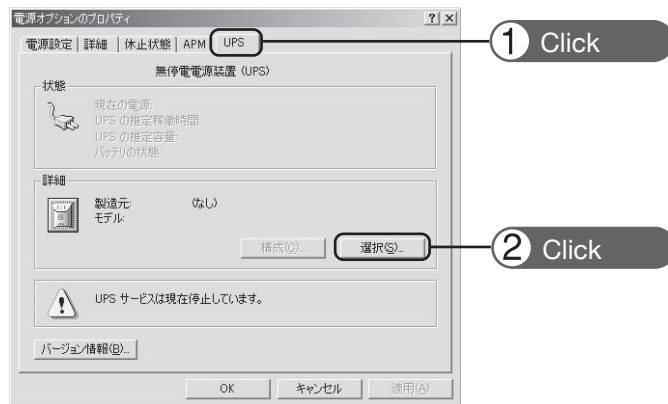 電源オプションのプロパティ
? ×
電源設定 詳細 休止状態 APM UPS
① Click
無停電電源装置 (UPS)
状態
現在の電源:
UPS の推定稼働時間:
UPS の推定容量:
バッテリの状態:
詳細
製造元: (なし)
モデル:
構成(C)... 選択(S)...
② Click
UPS サービスは現在停止しています。
バージョン情報(B)...
OK キャンセル 適用(A)